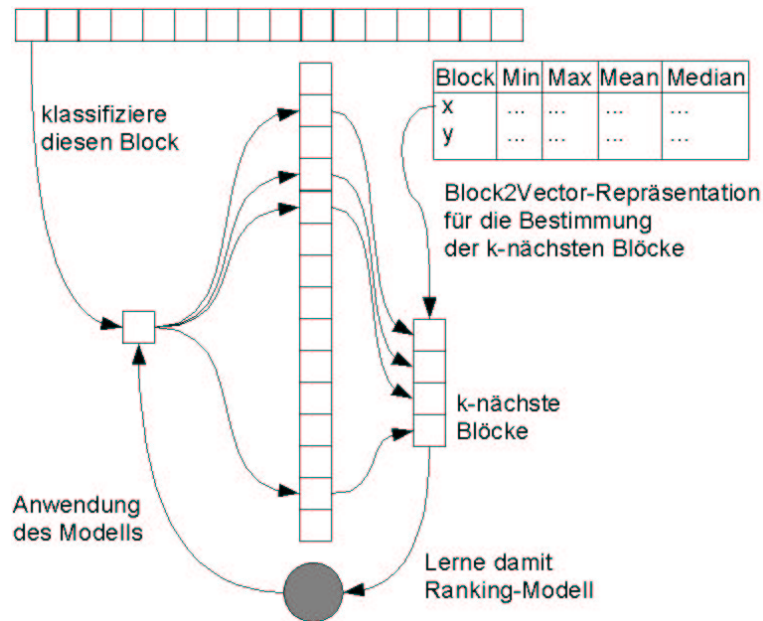 klassifiziere
diesen Block
Block Min Max Mean Median
x ... ... ... ...
y ... ... ... ...
Block2Vector-Repräsentation
für die Bestimmung
der k-nächsten Blöcke
k-nächste
Blöcke
Anwendung
des Modells
Lerne damit
Ranking-Modell